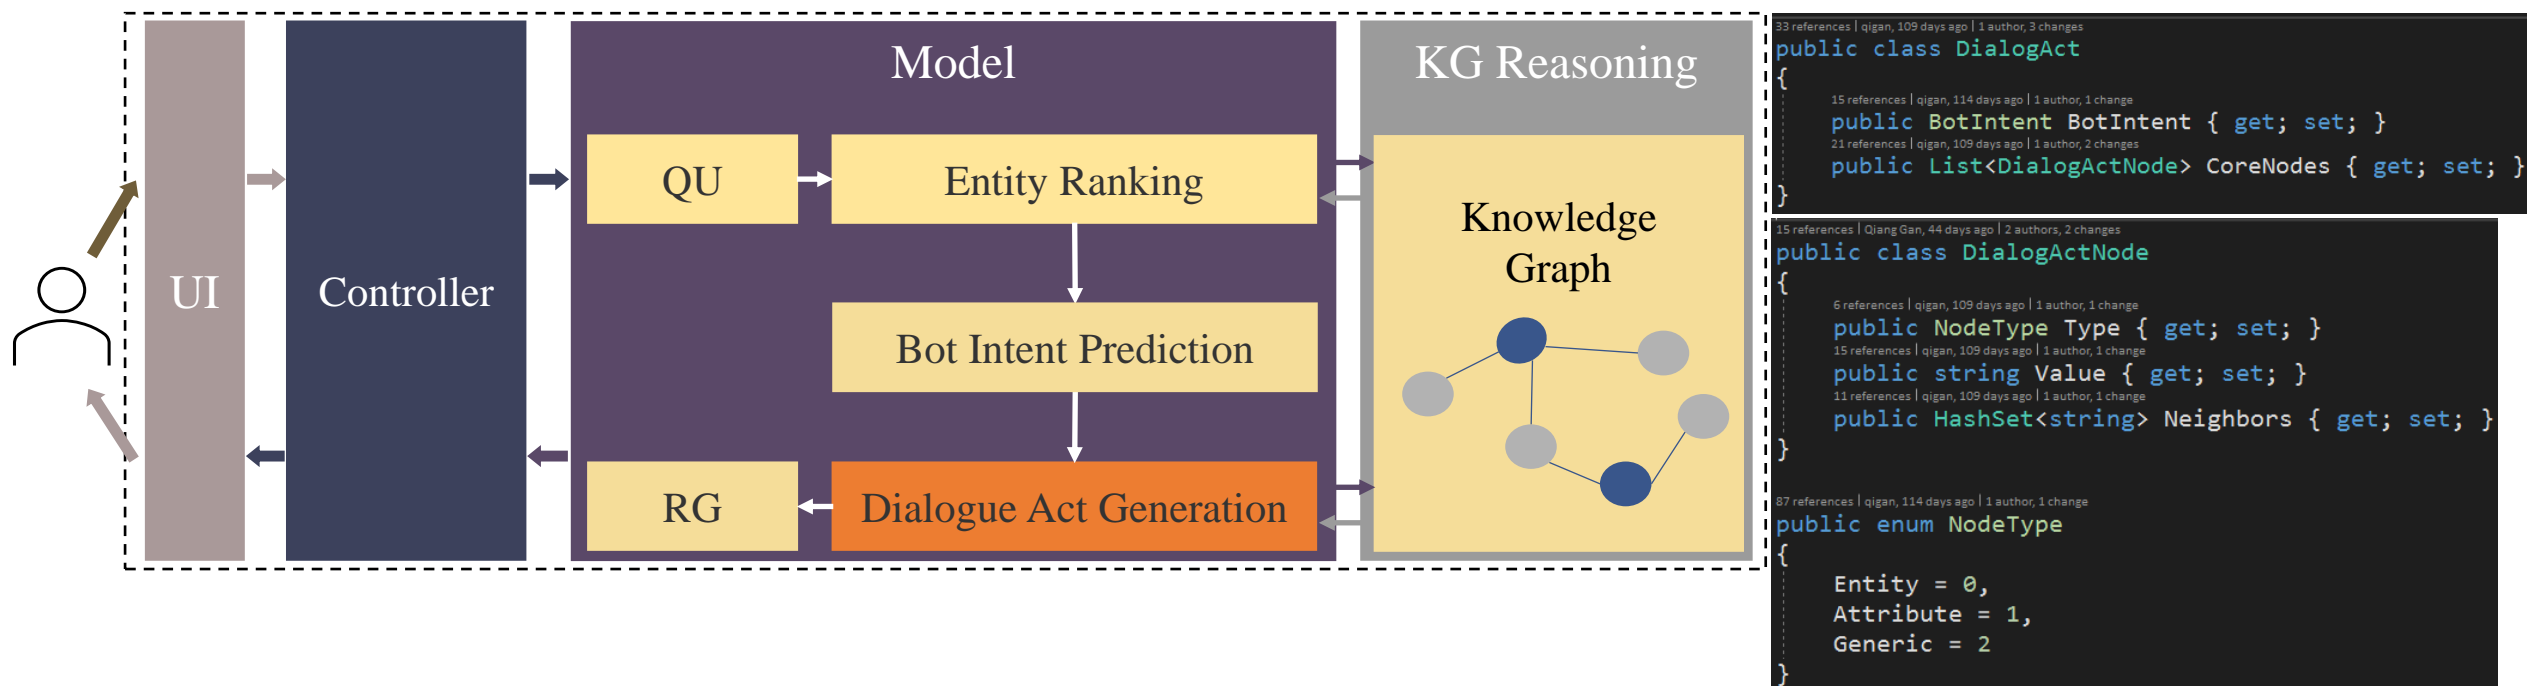 UI
Controller
Model
QU
Entity Ranking
Bot Intent Prediction
RG
Dialogue Act Generation
KG Reasoning
Knowledge
Graph
33 references | qigan, 109 days ago | 1 author, 3 changes
public class DialogAct
{
15 references | qigan, 114 days ago | 1 author, 1 change
public BotIntent BotIntent { get; set; }
21 references | qigan, 109 days ago | 1 author, 2 changes
public List<DialogActNode> CoreNodes { get; set; }
}
15 references | Qiang Gan, 44 days ago | 2 authors, 2 changes
public class DialogActNode
{
6 references | qigan, 109 days ago | 1 author, 1 change
public NodeType Type { get; set; }
15 references | qigan, 109 days ago | 1 author, 1 change
public string Value { get; set; }
11 references | qigan, 109 days ago | 1 author, 1 change
public HashSet<string> Neighbors { get; set; }
}
87 references | qigan, 114 days ago | 1 author, 1 change
public enum NodeType
{
Entity = 0,
Attribute = 1,
Generic = 2
}